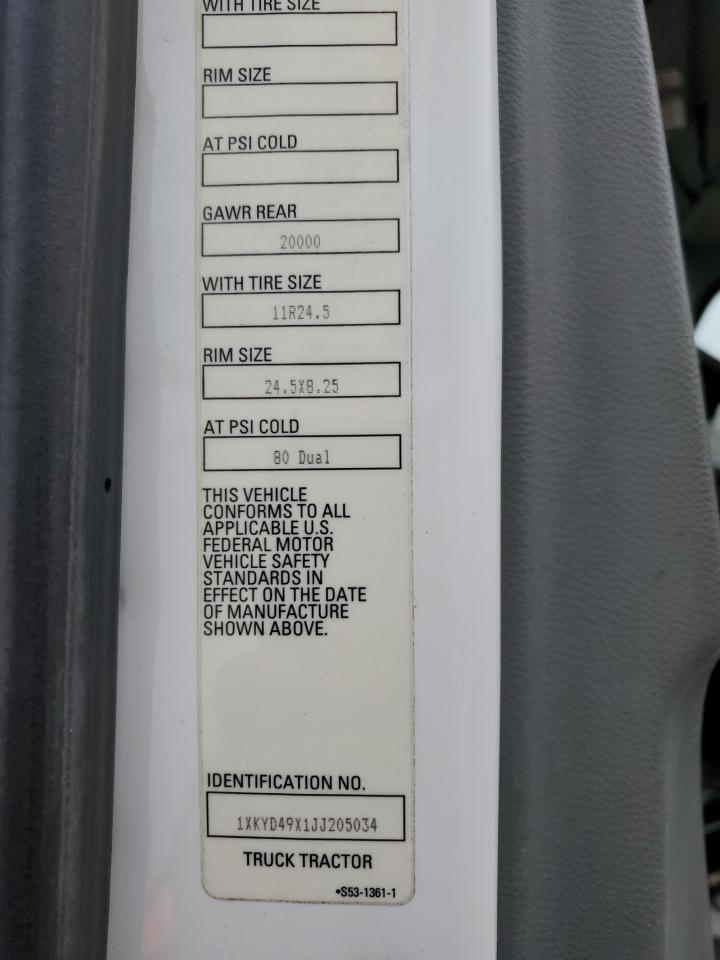 WITH TIRE SIZE
RIM SIZE
AT PSI COLD
GAWR REAR
20000
WITH TIRE SIZE
11R24.5
RIM SIZE
24.5X8.25
AT PSI COLD
80 Dual
THIS VEHICLE
CONFORMS TO ALL
APPLICABLE U.S.
FEDERAL MOTOR
VEHICLE SAFETY
STANDARDS IN
EFFECT ON THE DATE
OF MANUFACTURE
SHOWN ABOVE.
IDENTIFICATION NO.
1XKYD49X1JJ205034
TRUCK TRACTOR
•S53-1361-1